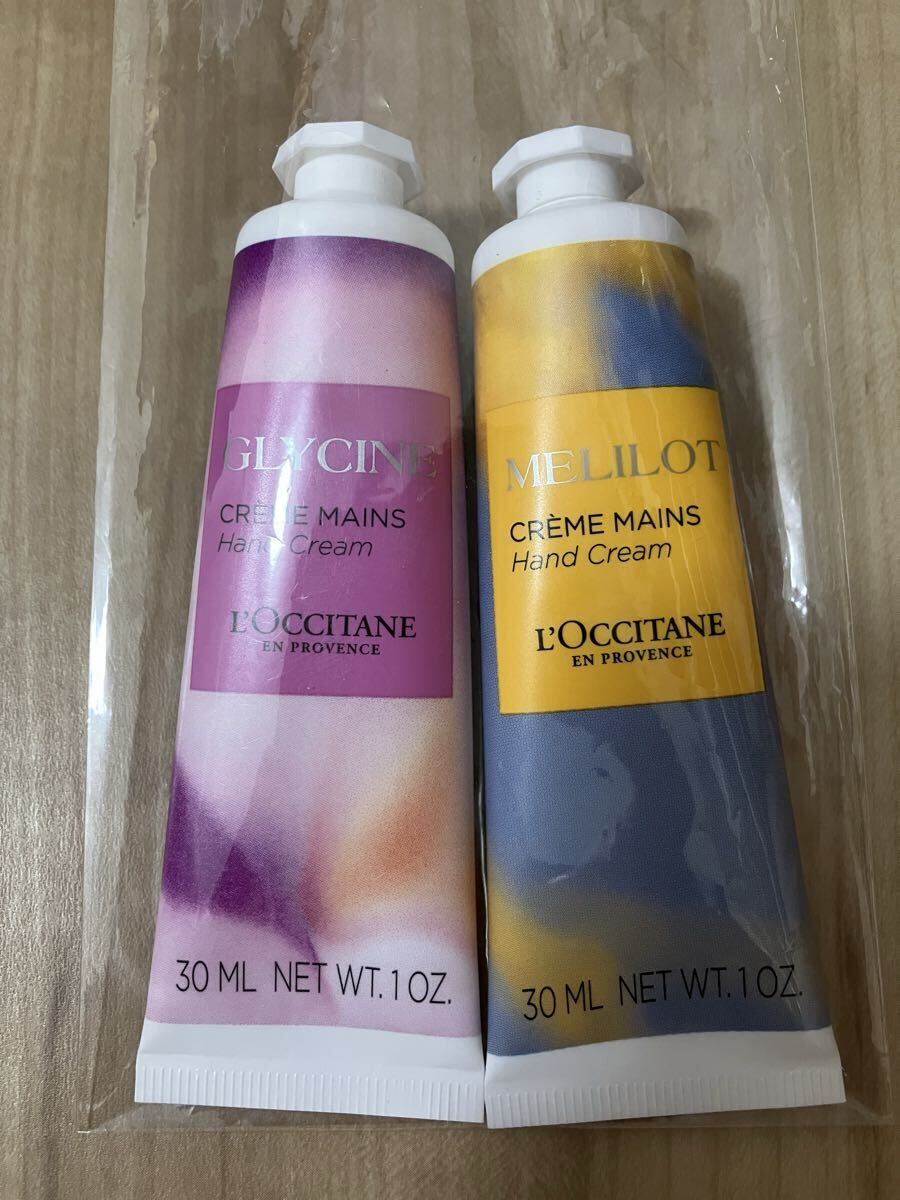 GLYCINE
CRÈME MAINS
Hand Cream
L'OCCITANE
EN PROVENCE
30 ML NET WT. 1 OZ.
MELILOT
CRÈME MAINS
Hand Cream
L'OCCITANE
EN PROVENCE
30 ML NET WT. 1 OZ.